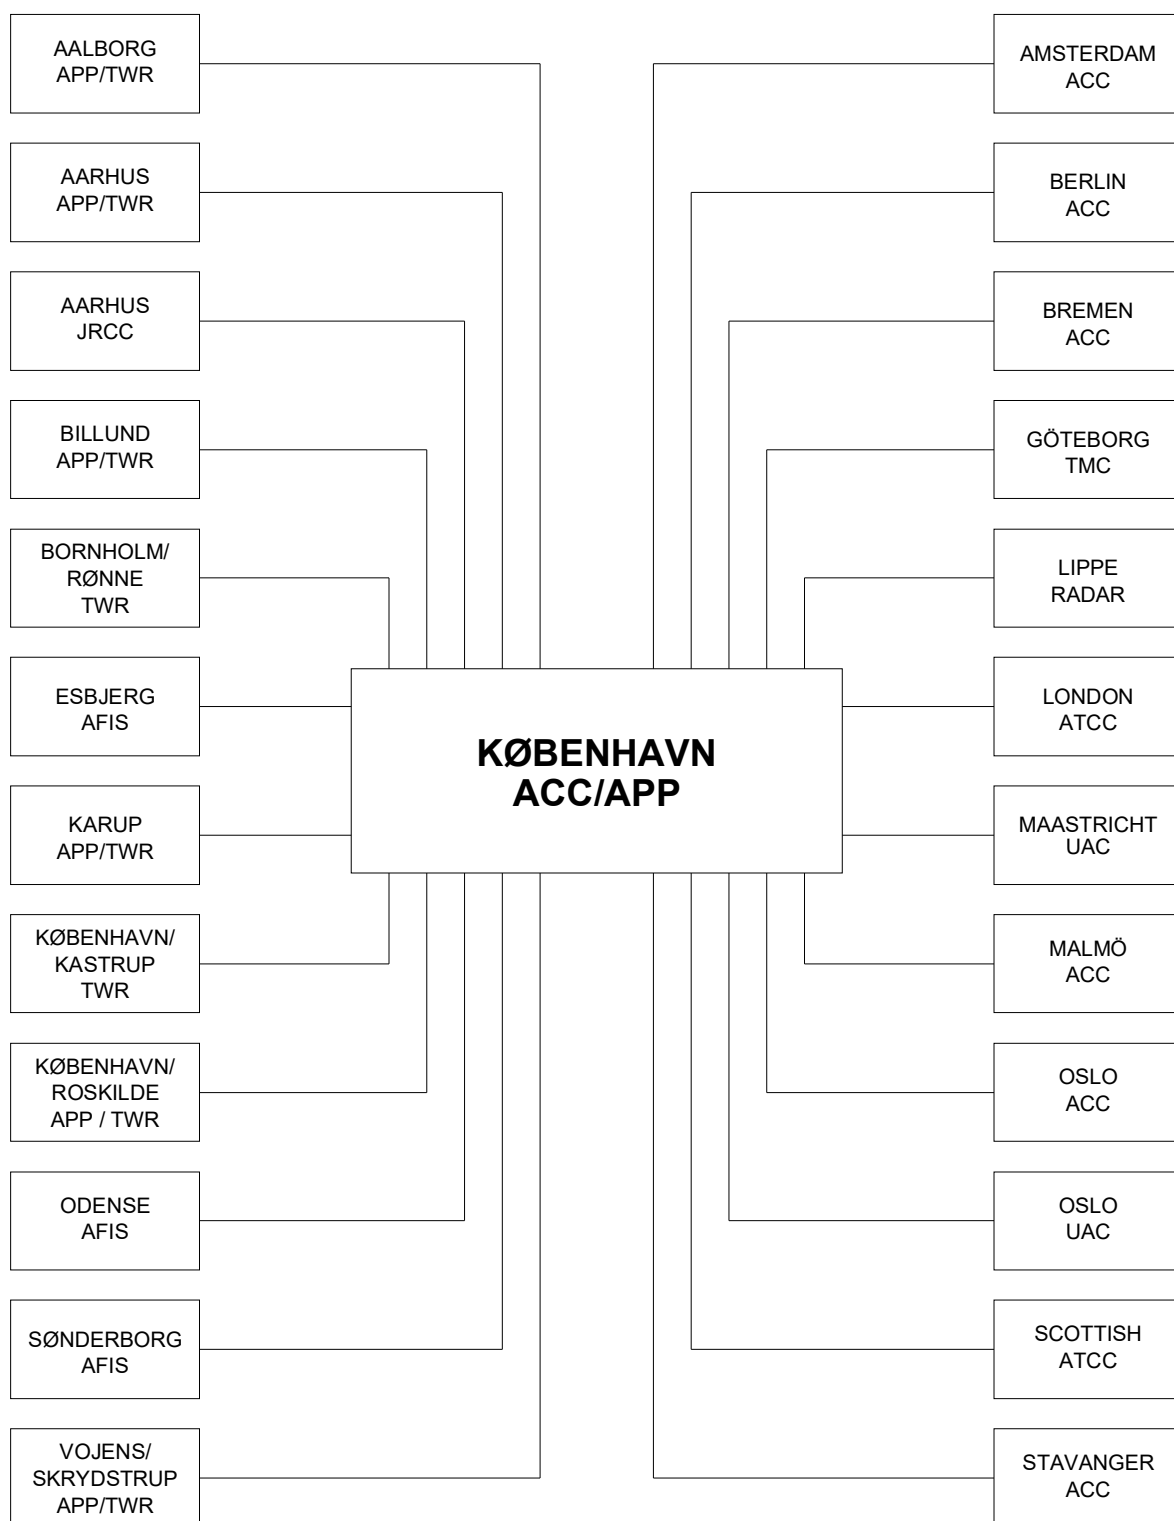 AALBORG
APP/TWR
AARHUS
APP/TWR
AARHUS
JRCC
BILLUND
APP/TWR
BORNHOLM/
RØNNE
TWR
ESBJERG
AFIS
KARUP
APP/TWR
KØBENHAVN/
KASTRUP
TWR
KØBENHAVN/
ROSKILDE
APP / TWR
ODENSE
AFIS
SØNDERBORG
AFIS
VOJENS/
SKRYDSTRUP
APP/TWR
KØBENHAVN
ACC/APP
AMSTERDAM
ACC
BERLIN
ACC
BREMEN
ACC
GÖTEBORG
TMC
LIPPE
RADAR
LONDON
ATCC
MAASTRICHT
UAC
MALMÖ
ACC
OSLO
ACC
OSLO
UAC
SCOTTISH
ATCC
STAVANGER
ACC